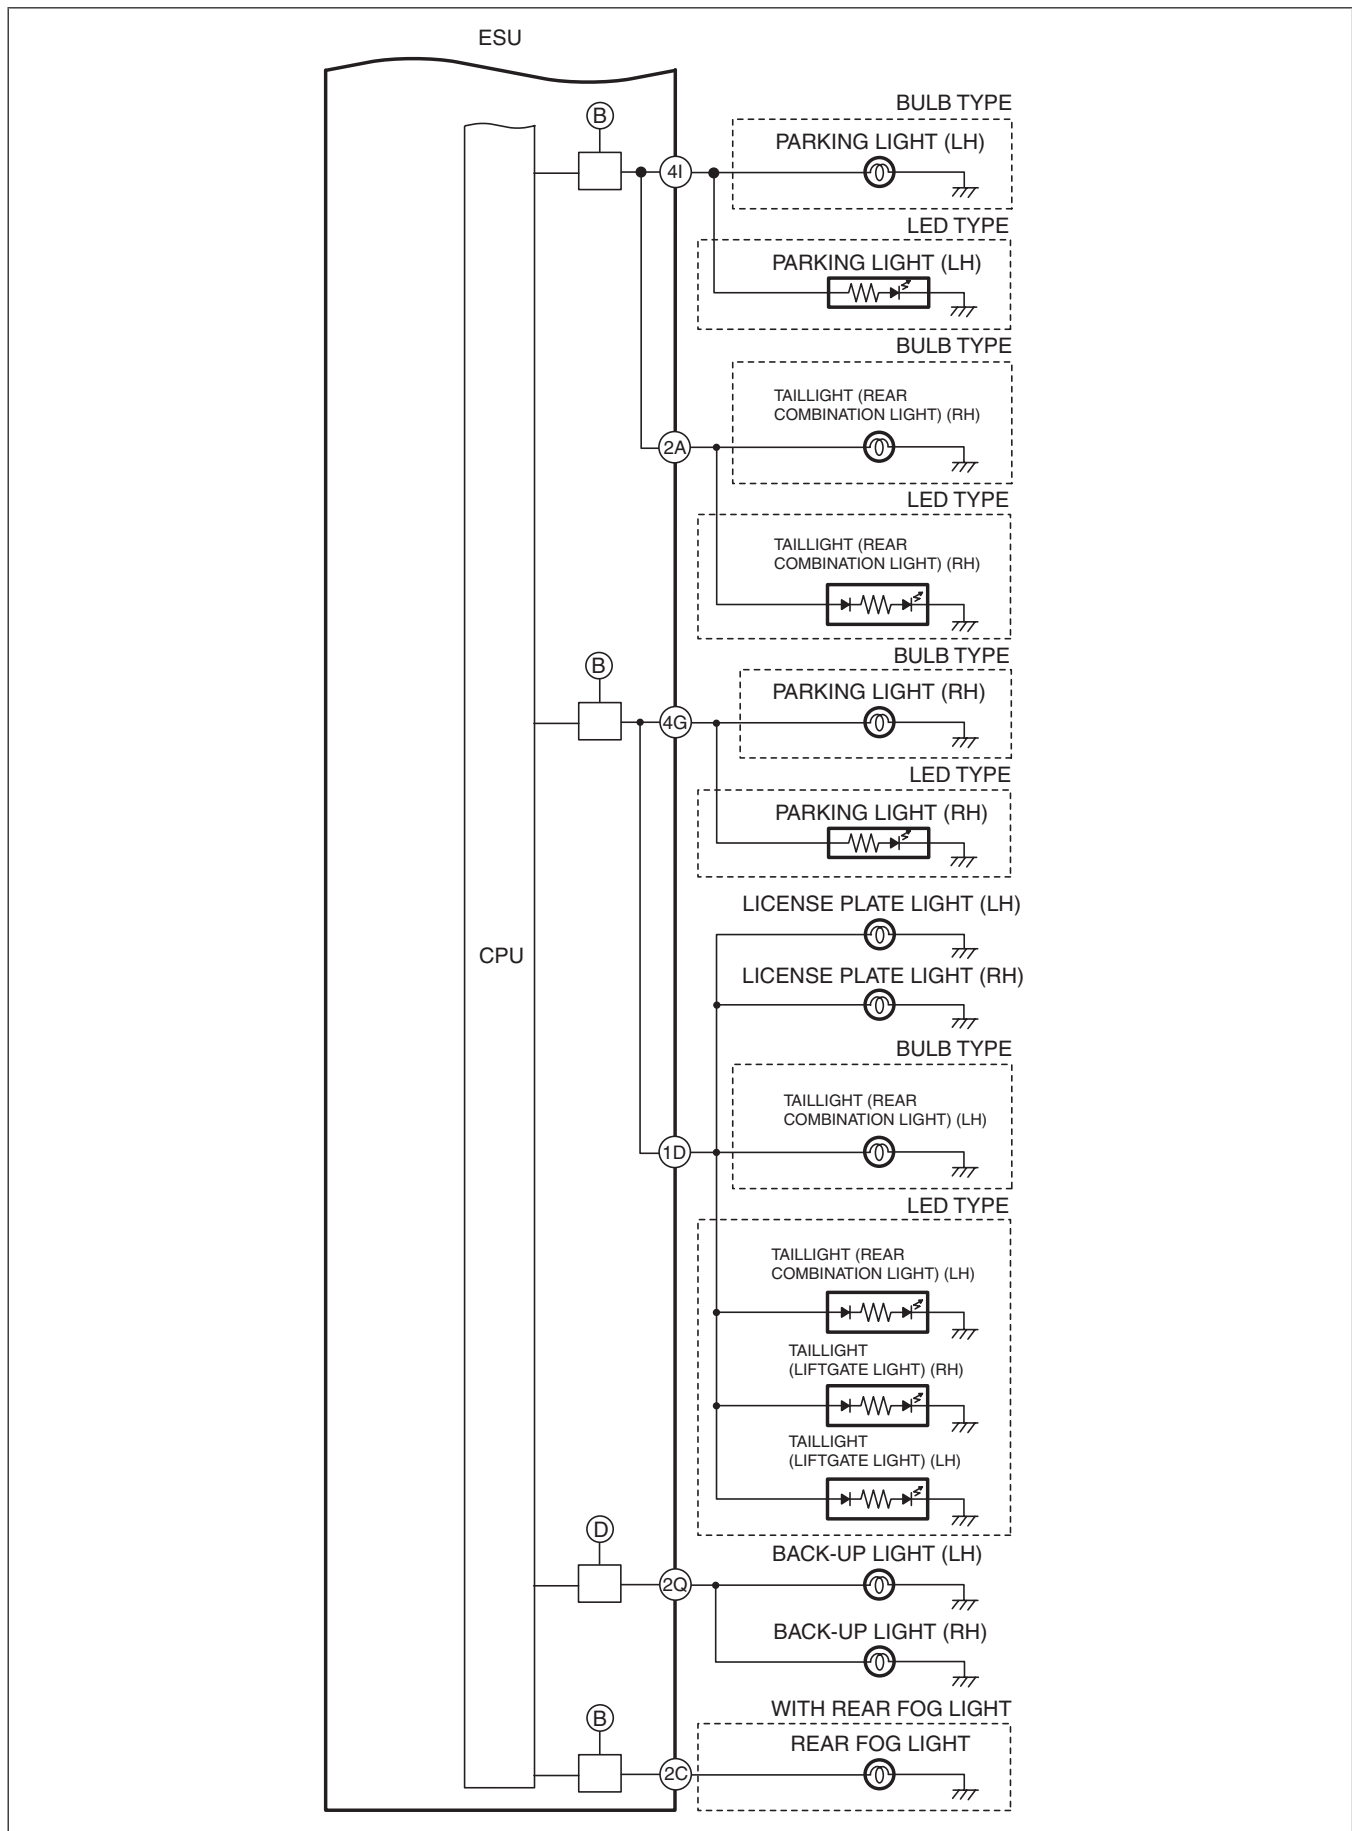 ESU
BULB TYPE
B
PARKING LIGHT (LH)
4I
LED TYPE
PARKING LIGHT (LH)
BULB TYPE
TAILLIGHT (REAR
COMBINATION LIGHT) (RH)
2A
LED TYPE
TAILLIGHT (REAR
COMBINATION LIGHT) (RH)
BULB TYPE
B
PARKING LIGHT (RH)
4G
LED TYPE
PARKING LIGHT (RH)
LICENSE PLATE LIGHT (LH)
CPU
LICENSE PLATE LIGHT (RH)
BULB TYPE
TAILLIGHT (REAR
COMBINATION LIGHT) (LH)
1D
LED TYPE
TAILLIGHT (REAR
COMBINATION LIGHT) (LH)
TAILLIGHT
(LIFTGATE LIGHT) (RH)
TAILLIGHT
(LIFTGATE LIGHT) (LH)
D
BACK-UP LIGHT (LH)
2Q
BACK-UP LIGHT (RH)
WITH REAR FOG LIGHT
B
REAR FOG LIGHT
2C